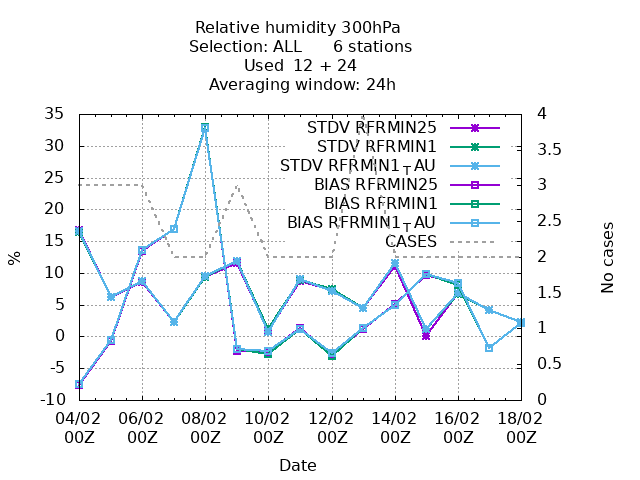 Relative humidity 300hPa
Selection: ALL 6 stations
Used 12 + 24
Averaging window: 24h
35
30
25
20
15
10
5
0
-5
-10
%
4
3.5
3
2.5
2
1.5
1
0.5
0
No cases
STDV RFRMIN25
STDV RFRMIN1
STDV RFRMIN1_AU
BIAS RFRMIN25
BIAS RFRMIN1
BIAS RFRMIN1_AU
CASES
04/02 06/02 08/02 10/02 12/02 14/02 16/02 18/02
00Z 00Z 00Z 00Z 00Z 00Z 00Z 00Z
Date